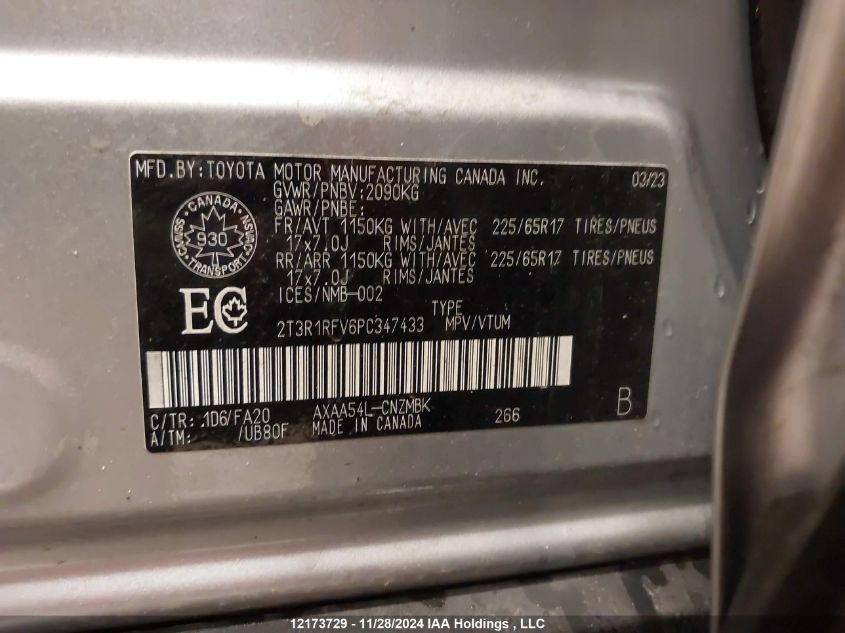 MFD.BY:TOYOTA MOTOR MANUFACTURING CANADA INC. 03/23
GVWR/PNBV:2090KG
GAWR/PNBE:
FR/AVT 1150KG WITH/AVEC 225/65R17 TIRES/PNEUS
17x7.0J RIMS/JANTES
RR/ARR 1150KG WITH/AVEC 225/65R17 TIRES/PNEUS
17x7.0J RIMS/JANTES
ICES/NMB-002
CANADA
CMVSS 930 NSVAC
TRANSPORT
EC
TYPE
2T3R1RFV6PC347433 MPV/VTUM
C/TR: 1D6/FA20 AXAA54L-CNZMBK 266 B
A/TM: /UB80F MADE IN CANADA
12173729 - 11/28/2024 IAA Holdings , LLC